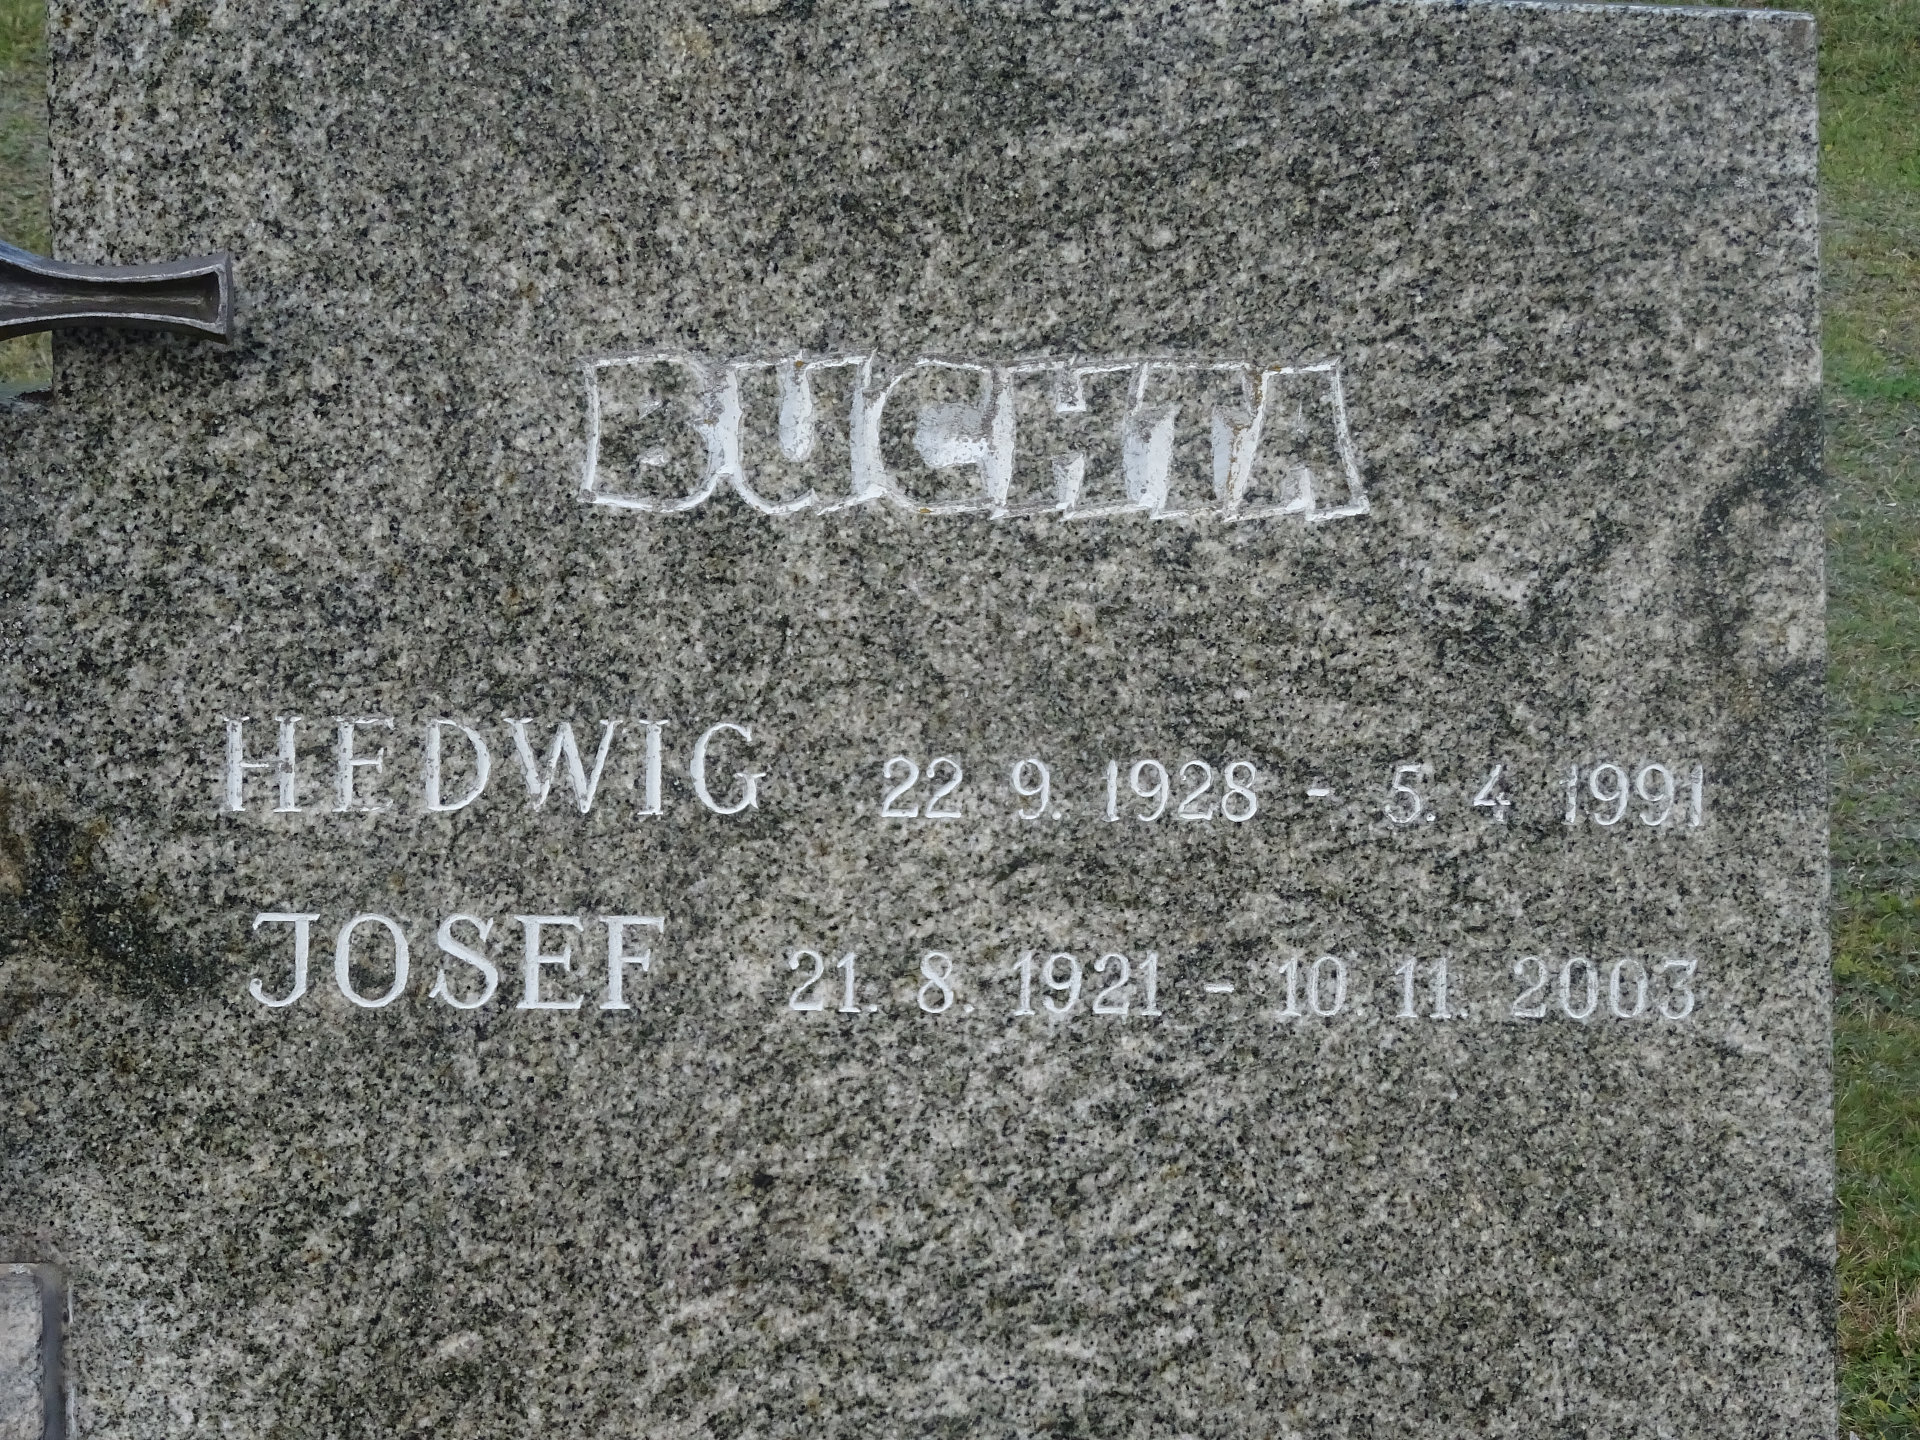 BUCHTA
HEDWIG 22 9. 1928 - 5. 4 1991
JOSEF 21. 8. 1921 - 10. 11. 2003